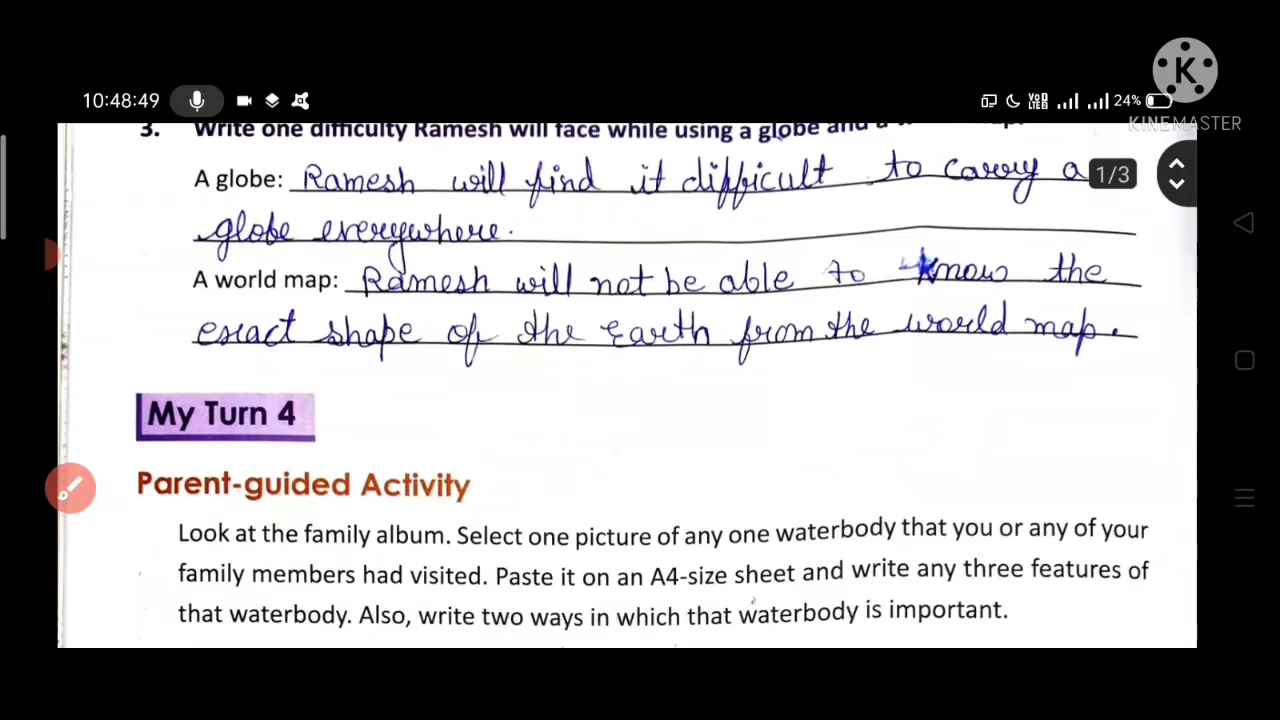 10:48:49
VoD LTE 24%
KINEMASTER
3. Write one difficulty Ramesh will face while using a globe and a
A globe: Ramesh will find it difficult to carry a 1/3
globe everywhere.
A world map: Ramesh will not be able to know the
exact shape of the Earth from the world map.
My Turn 4
Parent-guided Activity
Look at the family album. Select one picture of any one waterbody that you or any of your
family members had visited. Paste it on an A4-size sheet and write any three features of
that waterbody. Also, write two ways in which that waterbody is important.